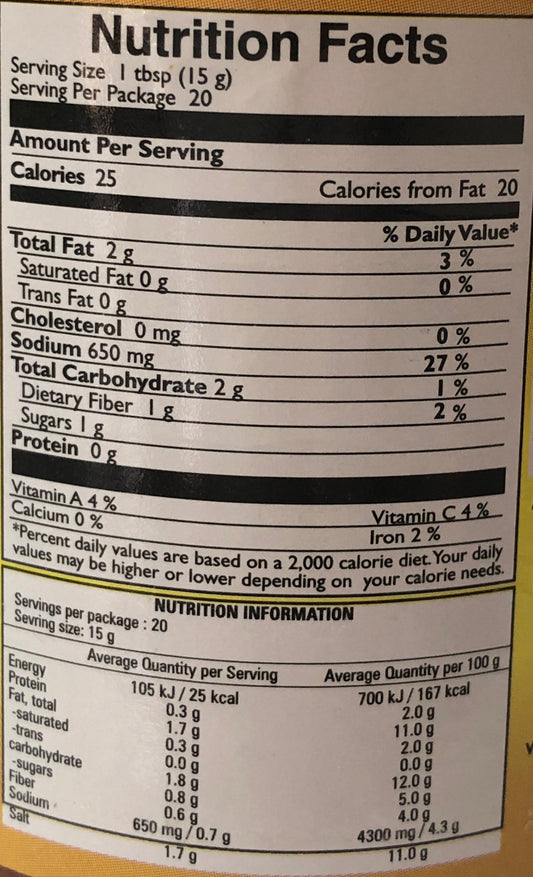 Nutrition Facts
Serving Size 1 tbsp (15 g)
Serving Per Package 20
Amount Per Serving
Calories 25 Calories from Fat 20
% Daily Value*
Total Fat 2 g 3 %
Saturated Fat 0 g 0 %
Trans Fat 0 g
Cholesterol 0 mg 0 %
Sodium 650 mg 27 %
Total Carbohydrate 2 g 1 %
Dietary Fiber 1 g 2 %
Sugars 1 g
Protein 0 g
Vitamin A 4 % Vitamin C 4 %
Calcium 0 % Iron 2 %
*Percent daily values are based on a 2,000 calorie diet. Your daily
values may be higher or lower depending on your calorie needs.
NUTRITION INFORMATION
Servings per package : 20
Sevring size: 15 g
Average Quantity per Serving Average Quantity per 100 g
Energy 105 kJ / 25 kcal 700 kJ / 167 kcal
Protein 0.3 g 2.0 g
Fat, total 1.7 g 11.0 g
-saturated 0.3 g 2.0 g
-trans 0.0 g 0.0 g
carbohydrate 1.8 g 12.0 g
-sugars 0.8 g 5.0 g
Fiber 0.6 g 4.0 g
Sodium 650 mg / 0.7 g 4300 mg / 4.3 g
Salt 1.7 g 11.0 g